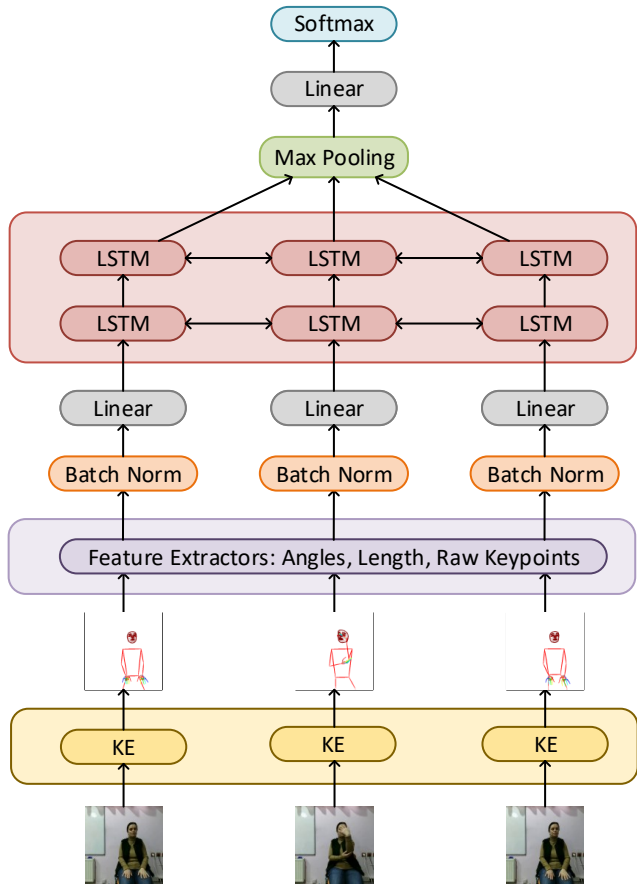 Softmax
Linear
Max Pooling
LSTM LSTM LSTM
LSTM LSTM LSTM
Linear Linear Linear
Batch Norm Batch Norm Batch Norm
Feature Extractors: Angles, Length, Raw Keypoints
KE KE KE